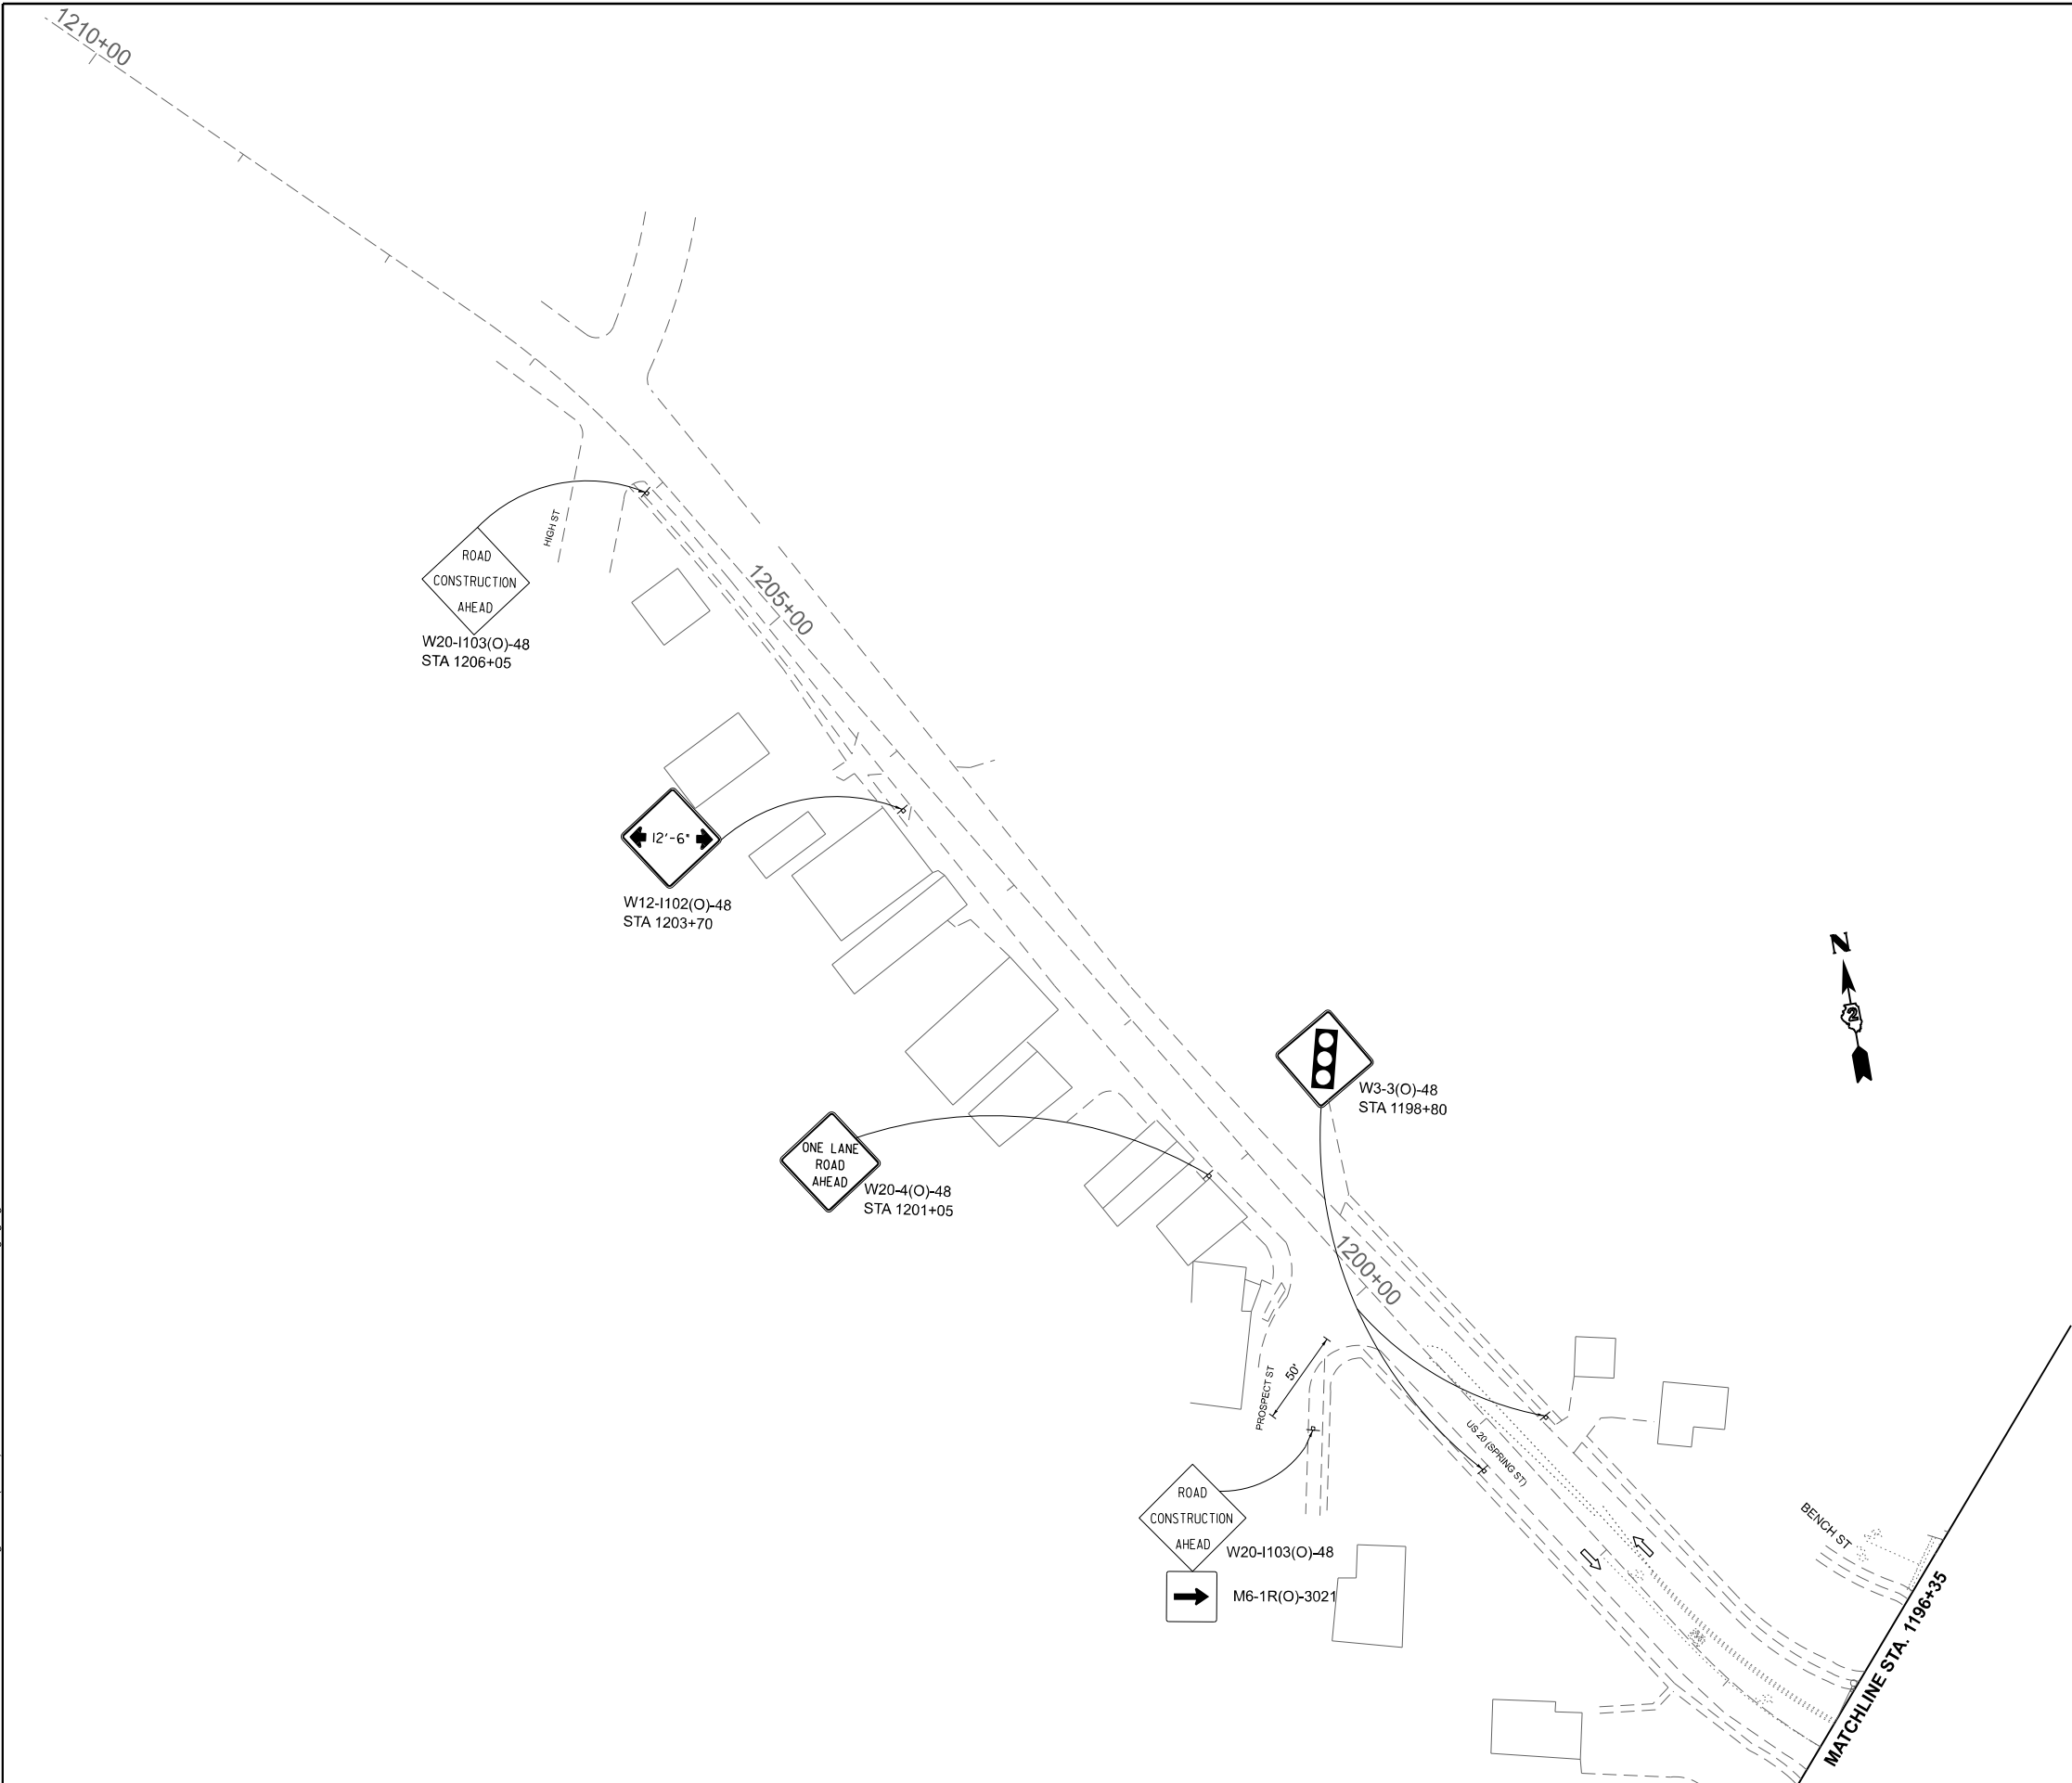 1210+00
HIGH ST
ROAD
CONSTRUCTION
AHEAD
W20-I103(O)-48
STA 1206+05
1205+00
12'-6"
W12-I102(O)-48
STA 1203+70
N
2
W3-3(O)-48
STA 1198+80
ONE LANE
ROAD
AHEAD
W20-4(O)-48
STA 1201+05
1200+00
50'
PROSPECT ST
US 20 (SPRING ST)
ROAD
CONSTRUCTION
AHEAD
W20-I103(O)-48
M6-1R(O)-3021
BENCH ST
MATCHLINE STA. 1196+35